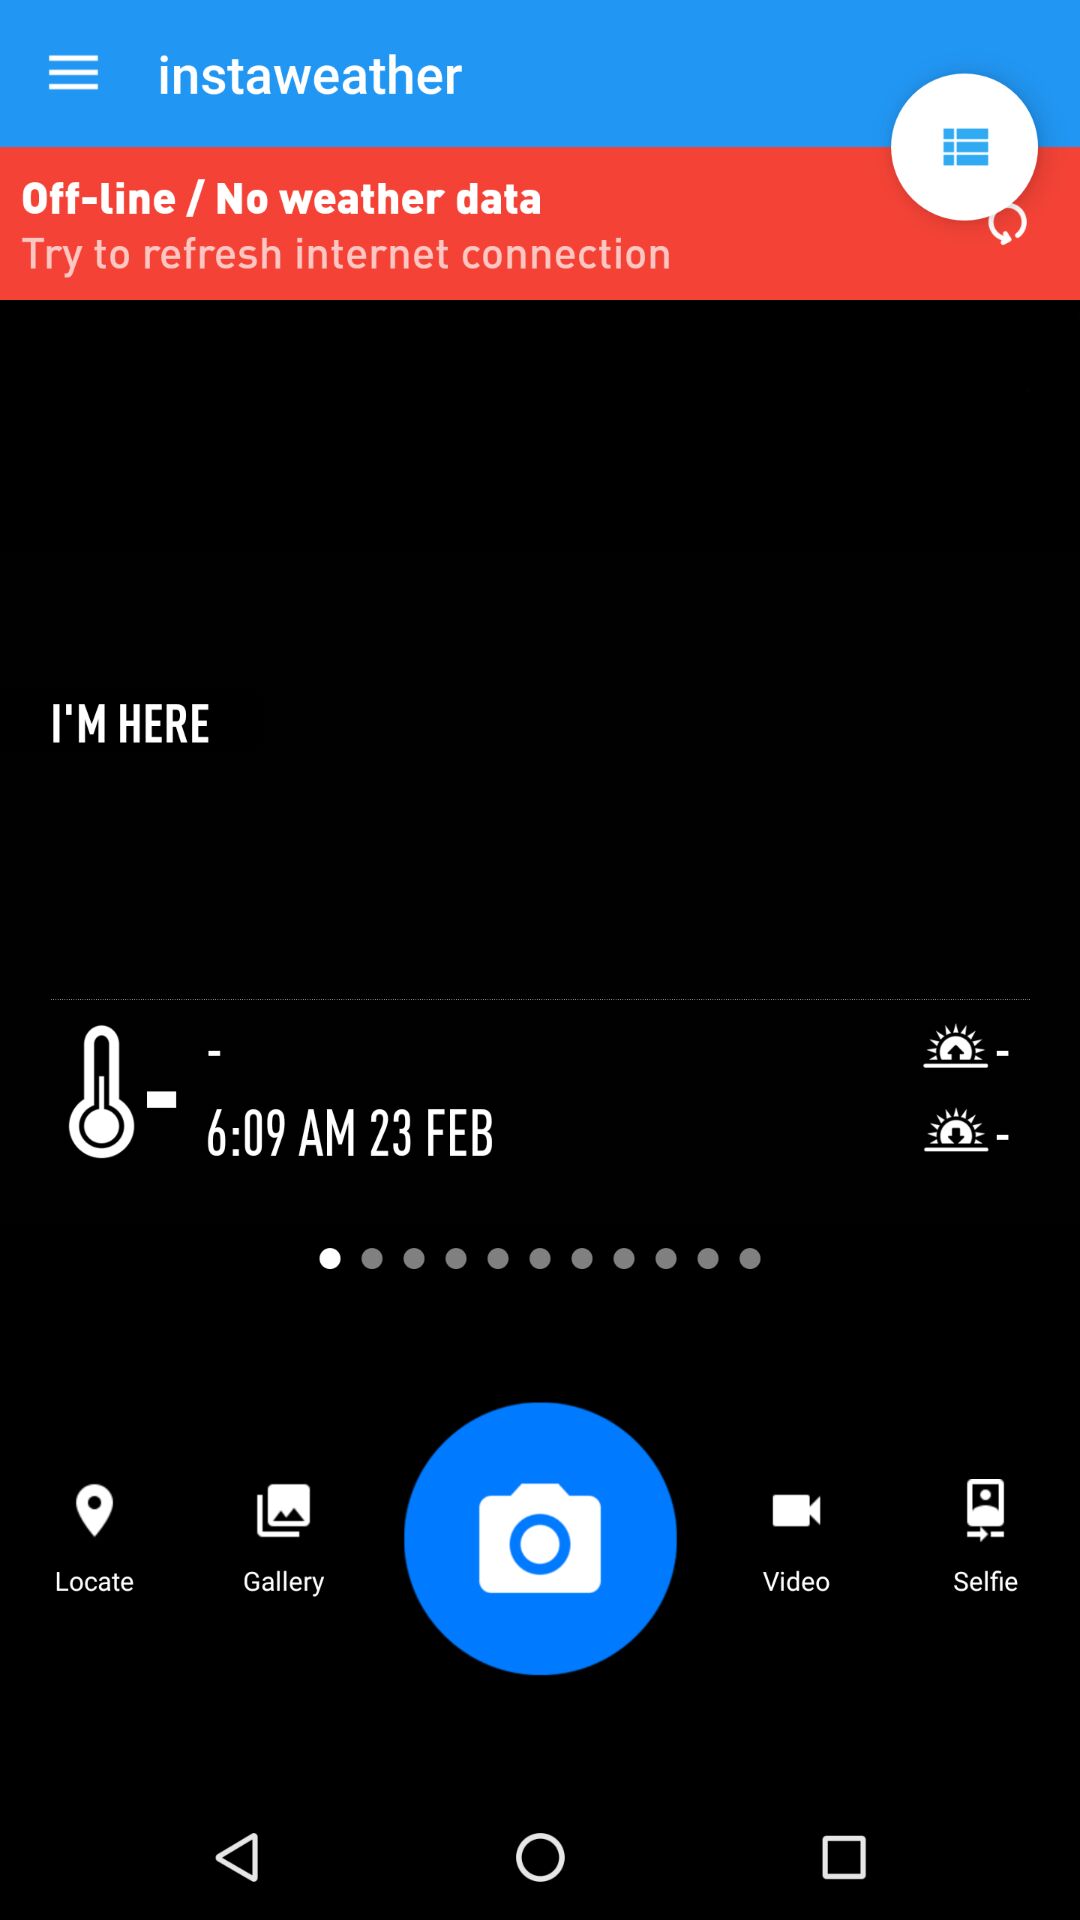 instaweather
Off-line / No weather data
Try to refresh internet connection
I'M HERE
-
-
-
6:09 AM 23 FEB
-
Locate
Gallery
Video
Selfie